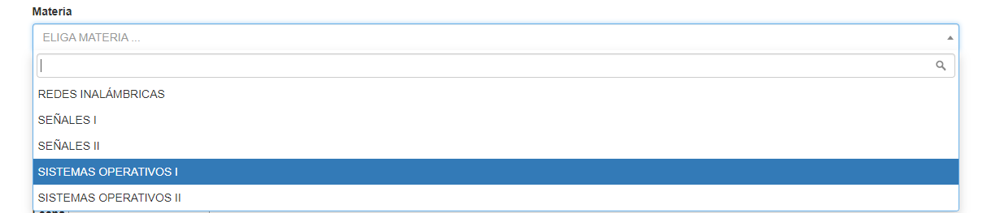 Materia
ELIGA MATERIA ...
REDES INALÁMBRICAS
SEÑALES I
SEÑALES II
SISTEMAS OPERATIVOS I
SISTEMAS OPERATIVOS II